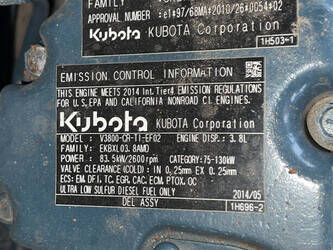 FAMILY
Approval number : e1*97/68MA*2010/26*0054*02
Kubota KUBOTA Corporation
1H503-1
EMISSION CONTROL INFORMATION
THIS ENGINE MEETS 2014 Int. Tier4 EMISSION REGULATIONS
FOR U.S. EPA AND CALIFORNIA NONROAD C.I. ENGINES.
Kubota KUBOTA Corporation
MODEL : V3800-CR-TI-EF02 ENGINE DISP.: 3.8L
FAMILY : EKBXL03.8AMD
POWER : 83.5kW/2600rpm CATEGORY:75-130kW
VALVE CLEARANCE(COLD): IN 0.25mm EX 0.25mm
ECS: EM, DFI, TC, EGR, CAC, ECM, PTOX, OC
ULTRA LOW SULFUR DIESEL FUEL ONLY 2014/05
DEL ASSY 1H696-2